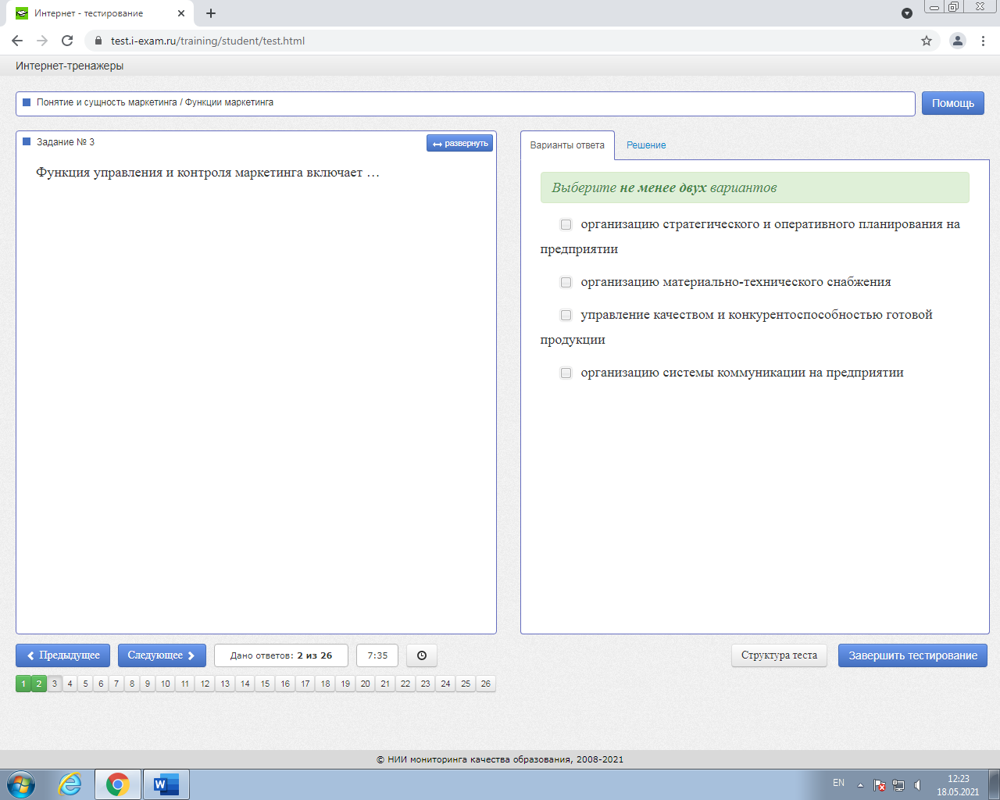 Интернет - тестирование
test.i-exam.ru/training/student/test.html
Интернет-тренажеры
Понятие и сущность маркетинга / Функции маркетинга
Помощь
Задание № 3
развернуть
Функция управления и контроля маркетинга включает …
Варианты ответа
Решение
Выберите не менее двух вариантов
организацию стратегического и оперативного планирования на
предприятии
организацию материально-технического снабжения
управление качеством и конкурентоспособностью готовой
продукции
организацию системы коммуникации на предприятии
Предыдущее
Следующее
Дано ответов: 2 из 26
7:35
Структура теста
Завершить тестирование
1 2 3 4 5 6 7 8 9 10 11 12 13 14 15 16 17 18 19 20 21 22 23 24 25 26
© НИИ мониторинга качества образования, 2008-2021
W
EN
12:23
18.05.2021